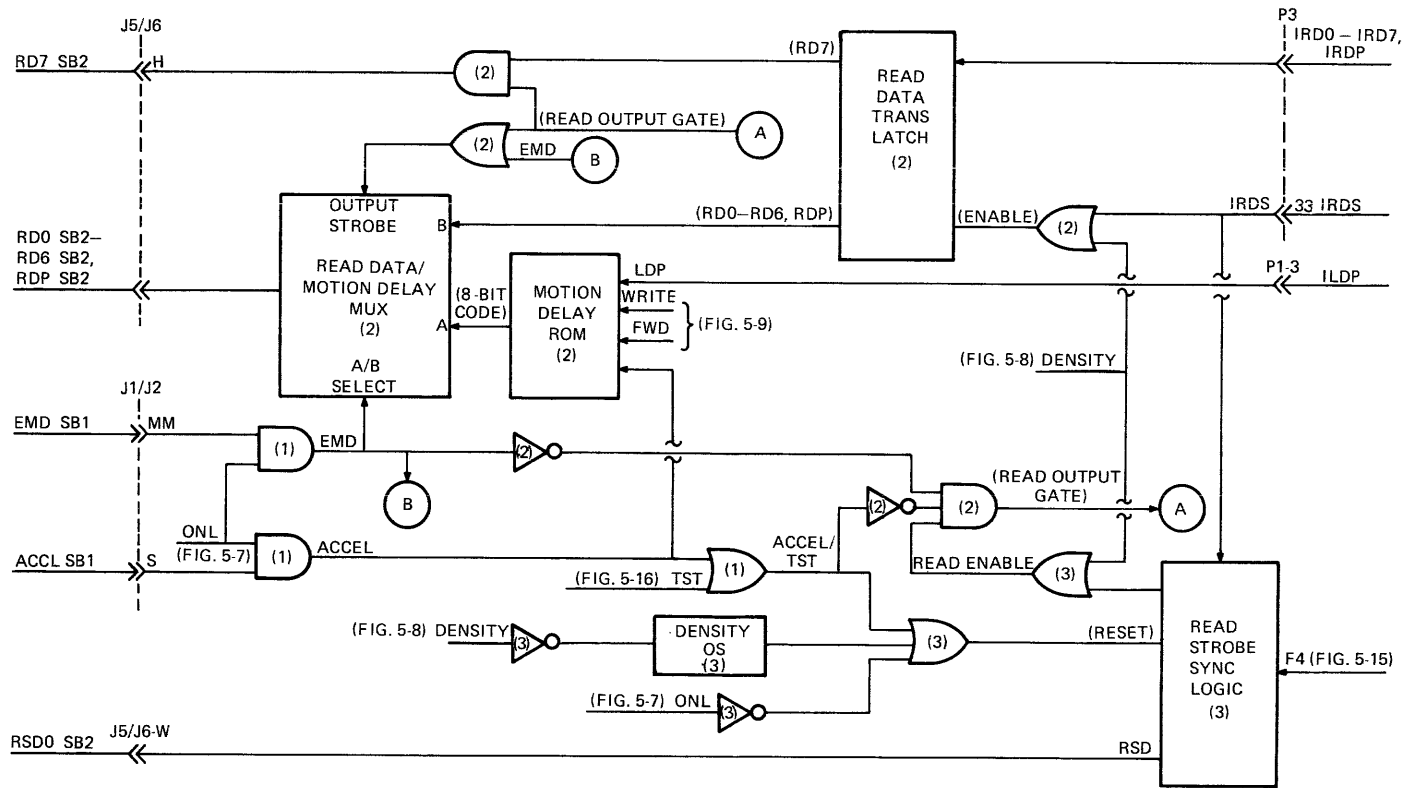 J5/J6
P3
RD7 SB2
H
(2)
(RD7)
READ
DATA
TRANS
LATCH
(2)
IRD0 – IRD7,
IRDP
(READ OUTPUT GATE)
A
(2)
EMD
B
OUTPUT
STROBE
B
(RD0–RD6, RDP)
(ENABLE)
(2)
IRDS
33 IRDS
RD0 SB2–
RD6 SB2,
RDP SB2
READ DATA/
MOTION DELAY
MUX
(2)
A
A/B
SELECT
(8-BIT
CODE)
MOTION
DELAY
ROM
(2)
LDP
WRITE
FWD
(FIG. 5-9)
P1-3
ILDP
(FIG. 5-8) DENSITY
J1/J2
EMD SB1
MM
(1)
EMD
(2)
B
ONL
(FIG. 5-7)
(1)
ACCEL
ACCL SB1
S
(2)
(2)
(READ OUTPUT
GATE)
A
(FIG. 5-16) TST
(1)
ACCEL/
TST
READ ENABLE
(3)
(FIG. 5-8) DENSITY
(3)
DENSITY
OS
(3)
(3)
(RESET)
READ
STROBE
SYNC
LOGIC
(3)
F4 (FIG. 5-15)
(FIG. 5-7) ONL
(3)
RSD0 SB2
J5/J6-W
RSD